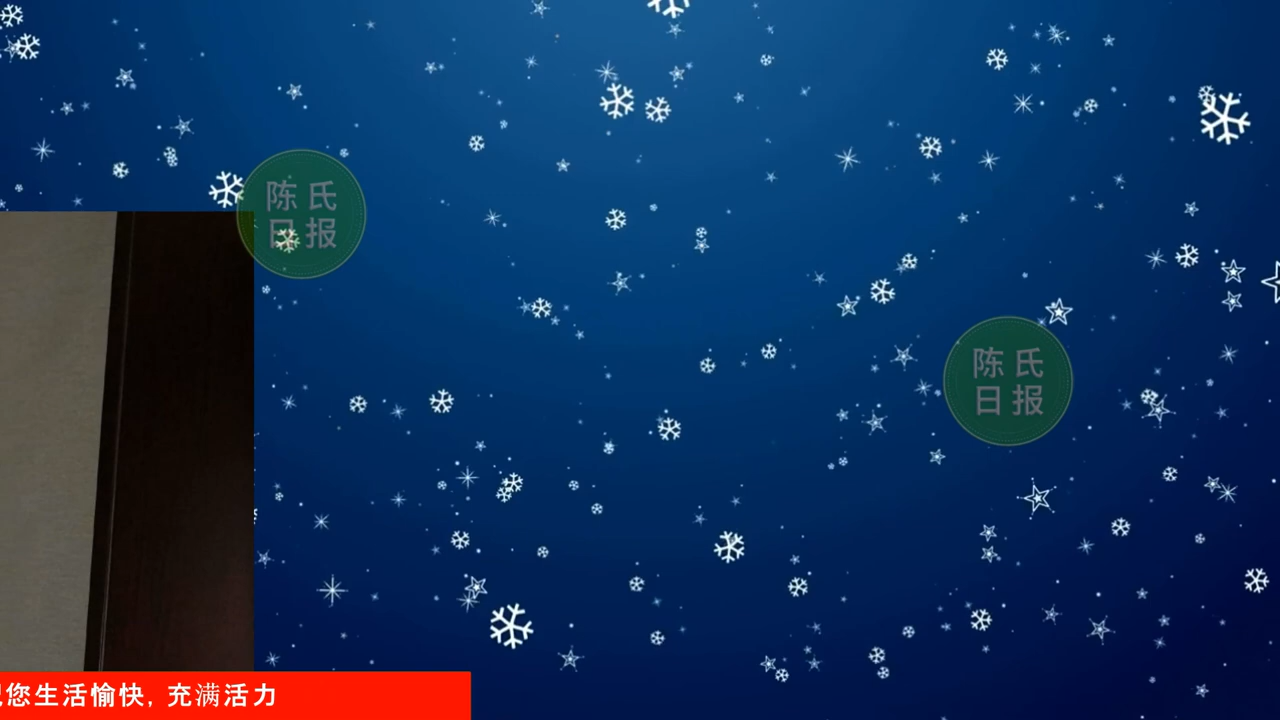 陈氏
日报
陈氏
日报
您生活愉快, 充满活力